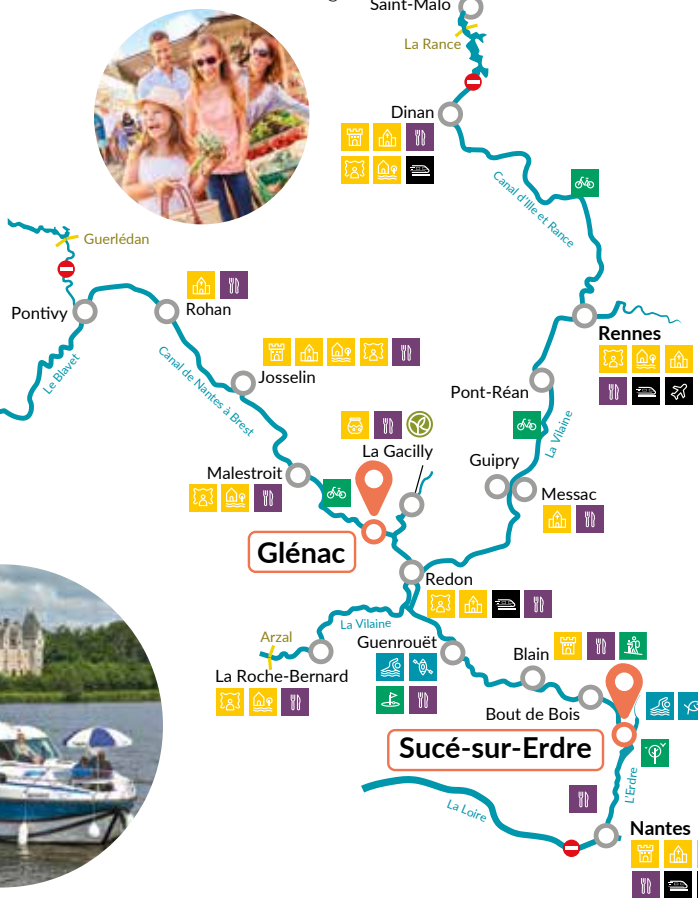 Saint-Malo
La Rance
Dinan
Canal d'Ille et Rance
Guerlédan
Pontivy
Rohan
Rennes
Le Blavet
Canal de Nantes à Brest
Josselin
Pont-Réan
La Vilaine
La Gacilly
Guipry
Malestroit
Messac
Glénac
Redon
La Vilaine
Arzal
Guenrouët
La Roche-Bernard
Blain
Bout de Bois
Sucé-sur-Erdre
L'Erdre
La Loire
Nantes